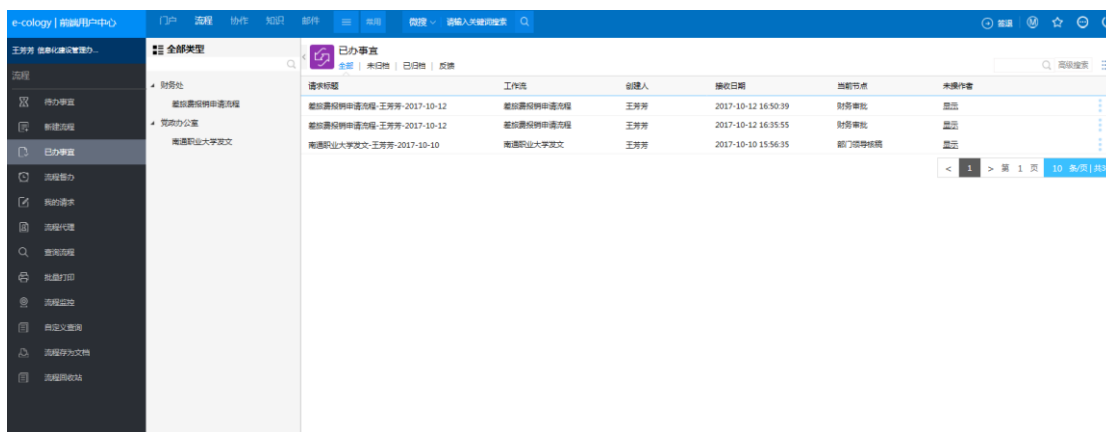 e-cology | 前端用户中心 门户 流程 协作 知识 邮件 常用 微搜 请输入关键词搜索
王芳芳 信息化建设管理办...
流程
待办事宜
新建流程
已办事宜
流程督办
我的请求
流程代理
查询流程
批量打印
流程监控
自定义查询
流程存为文档
流程回收站
全部类型
财务处
差旅费报销申请流程
党政办公室
南通职业大学发文
已办事宜
全部 | 未归档 | 已归档 | 反馈
高级搜索
请求标题 工作流 创建人 接收日期 当前节点 未操作者
差旅费报销申请流程-王芳芳-2017-10-12 差旅费报销申请流程 王芳芳 2017-10-12 16:50:39 财务审批 显示
差旅费报销申请流程-王芳芳-2017-10-12 差旅费报销申请流程 王芳芳 2017-10-12 16:35:55 财务审批 显示
南通职业大学发文-王芳芳-2017-10-10 南通职业大学发文 王芳芳 2017-10-10 15:56:35 部门领导核稿 显示
< 1 > 第 1 页 10 条/页 | 共3